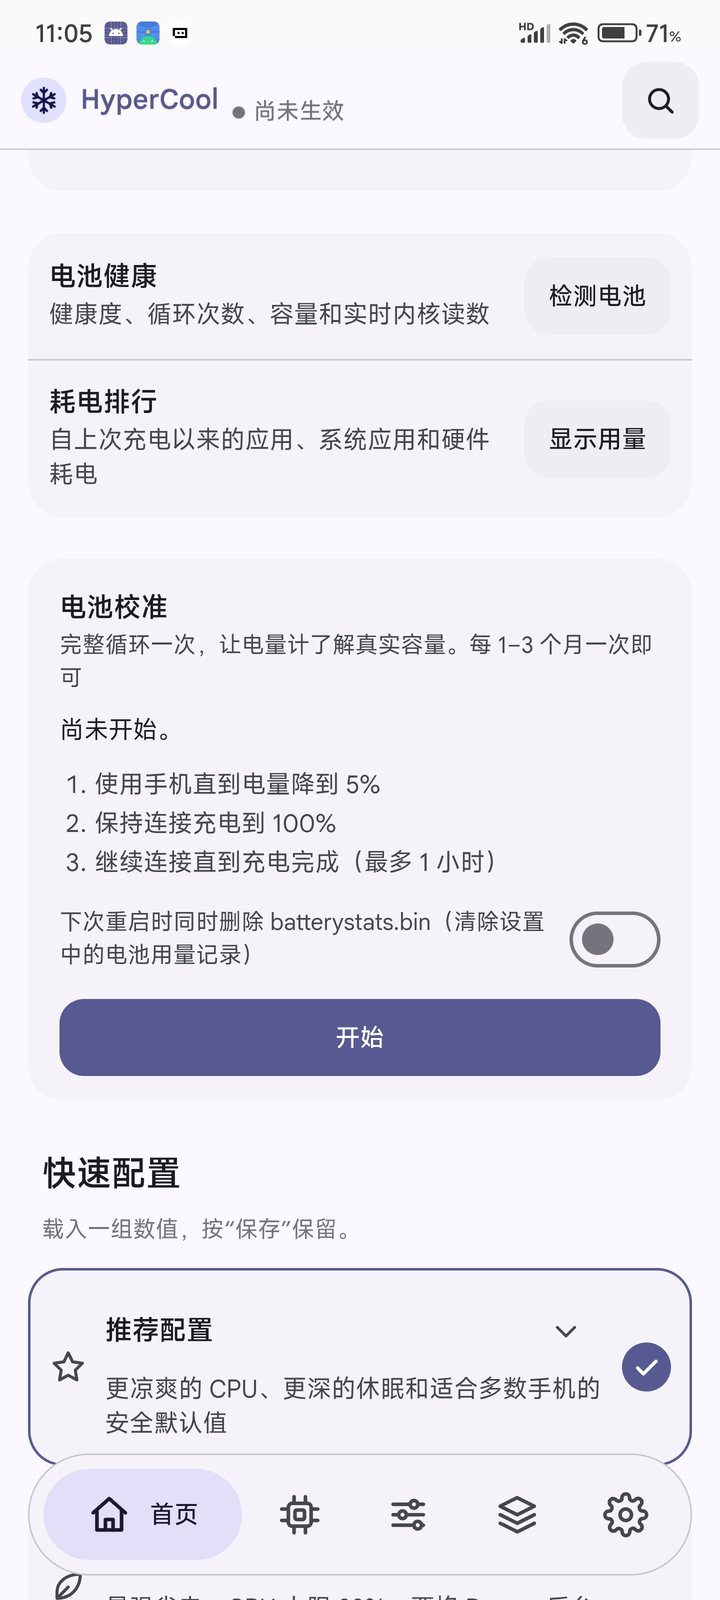 11:05
HD
6
71%
HyperCool
尚未生效
电池健康
健康度、循环次数、容量和实时内核读数
检测电池
耗电排行
自上次充电以来的应用、系统应用和硬件
耗电
显示用量
电池校准
完整循环一次，让电量计了解真实容量。每 1–3 个月一次即
可
尚未开始。
1. 使用手机直到电量降到 5%
2. 保持连接充电到 100%
3. 继续连接直到充电完成（最多 1 小时）
下次重启时同时删除 batterystats.bin（清除设置
中的电池用量记录）
开始
快速配置
载入一组数值，按“保存”保留。
推荐配置
更凉爽的 CPU、更深的休眠和适合多数手机的
安全默认值
首页